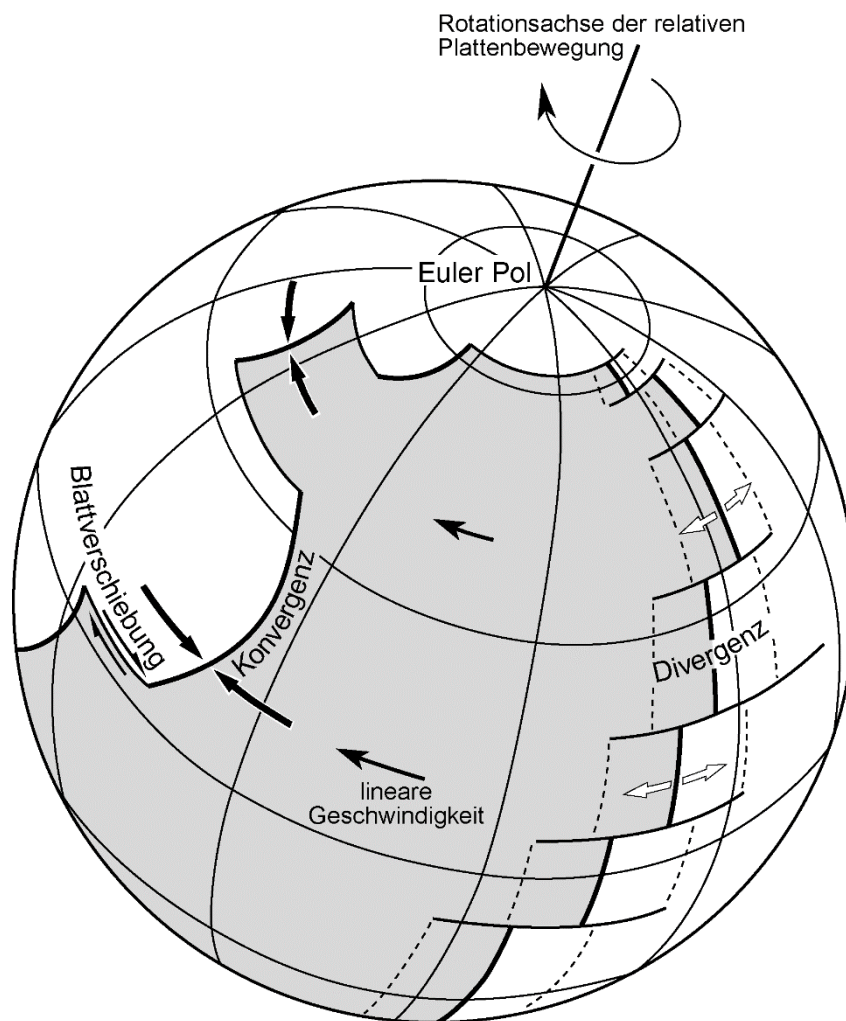 Rotationsachse der relativen
Plattenbewegung
Euler Pol
Blattverschiebung
Konvergenz
Divergenz
lineare
Geschwindigkeit